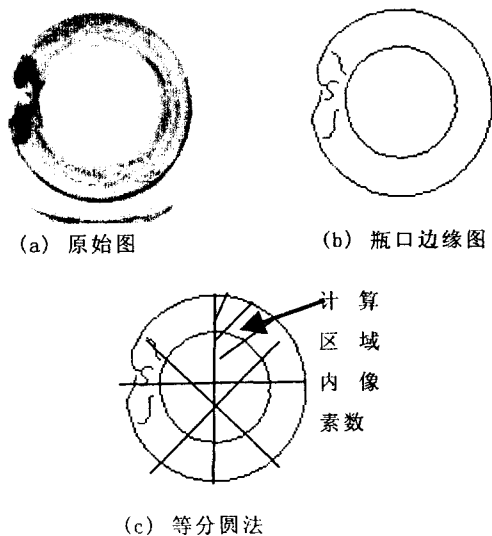 (a) 原始图
(b) 瓶口边缘图
计 算
区 域
内 像
素 数
(c) 等分圆法